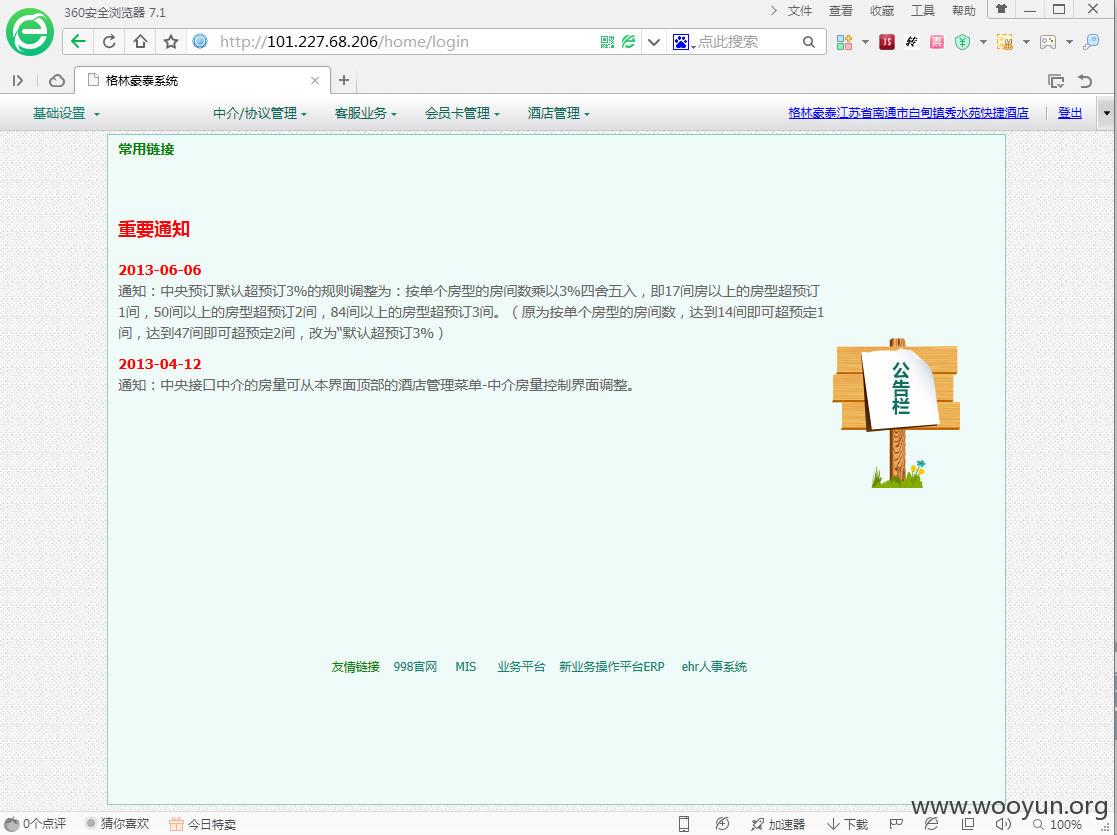 360安全浏览器 7.1
文件 查看 收藏 工具 帮助
http://101.227.68.206/home/login
点此搜索
格林豪泰系统
基础设置 中介/协议管理 客服业务 会员卡管理 酒店管理 格林豪泰江苏省南通市白甸镇秀水苑快捷酒店 登出
常用链接
重要通知
2013-06-06
通知：中央预订默认超预订3%的规则调整为：按单个房型的房间数乘以3%四舍五入，即17间房以上的房型超预订
1间，50间以上的房型超预订2间，84间以上的房型超预订3间。（原为按单个房型的房间数，达到14间即可超预定1
间，达到47间即可超预定2间，改为“默认超预订3%）
2013-04-12
通知：中央接口中介的房量可从本界面顶部的酒店管理菜单-中介房量控制界面调整。
公告栏
友情链接 998官网 MIS 业务平台 新业务操作平台ERP ehr人事系统
www.wooyun.org
0个点评 猜你喜欢 今日特卖 加速器 下载 100%